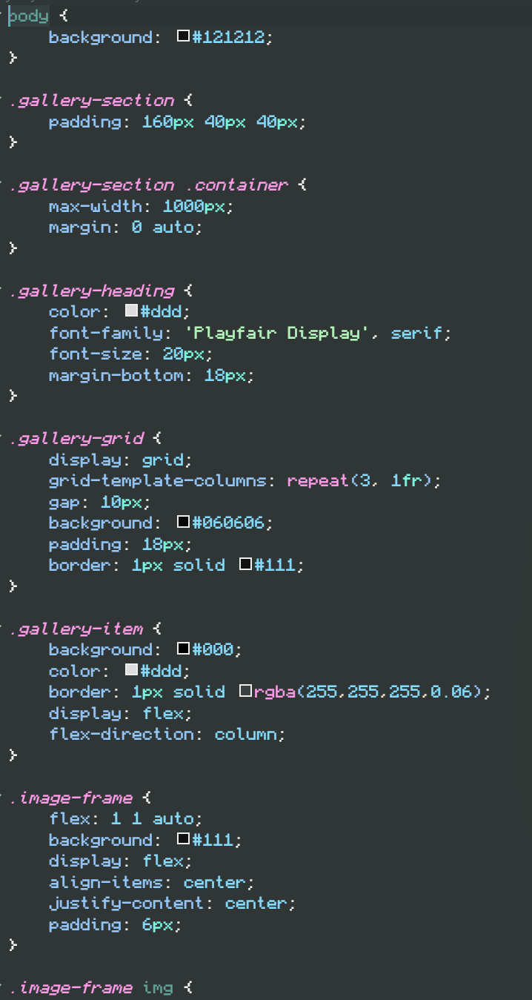 body {
    background: #121212;
}

.gallery-section {
    padding: 160px 40px 40px;
}

.gallery-section .container {
    max-width: 1000px;
    margin: 0 auto;
}

.gallery-heading {
    color: #ddd;
    font-family: 'Playfair Display', serif;
    font-size: 20px;
    margin-bottom: 18px;
}

.gallery-grid {
    display: grid;
    grid-template-columns: repeat(3, 1fr);
    gap: 10px;
    background: #060606;
    padding: 18px;
    border: 1px solid #111;
}

.gallery-item {
    background: #000;
    color: #ddd;
    border: 1px solid rgba(255,255,255,0.06);
    display: flex;
    flex-direction: column;
}

.image-frame {
    flex: 1 1 auto;
    background: #111;
    display: flex;
    align-items: center;
    justify-content: center;
    padding: 6px;
}

.image-frame img {